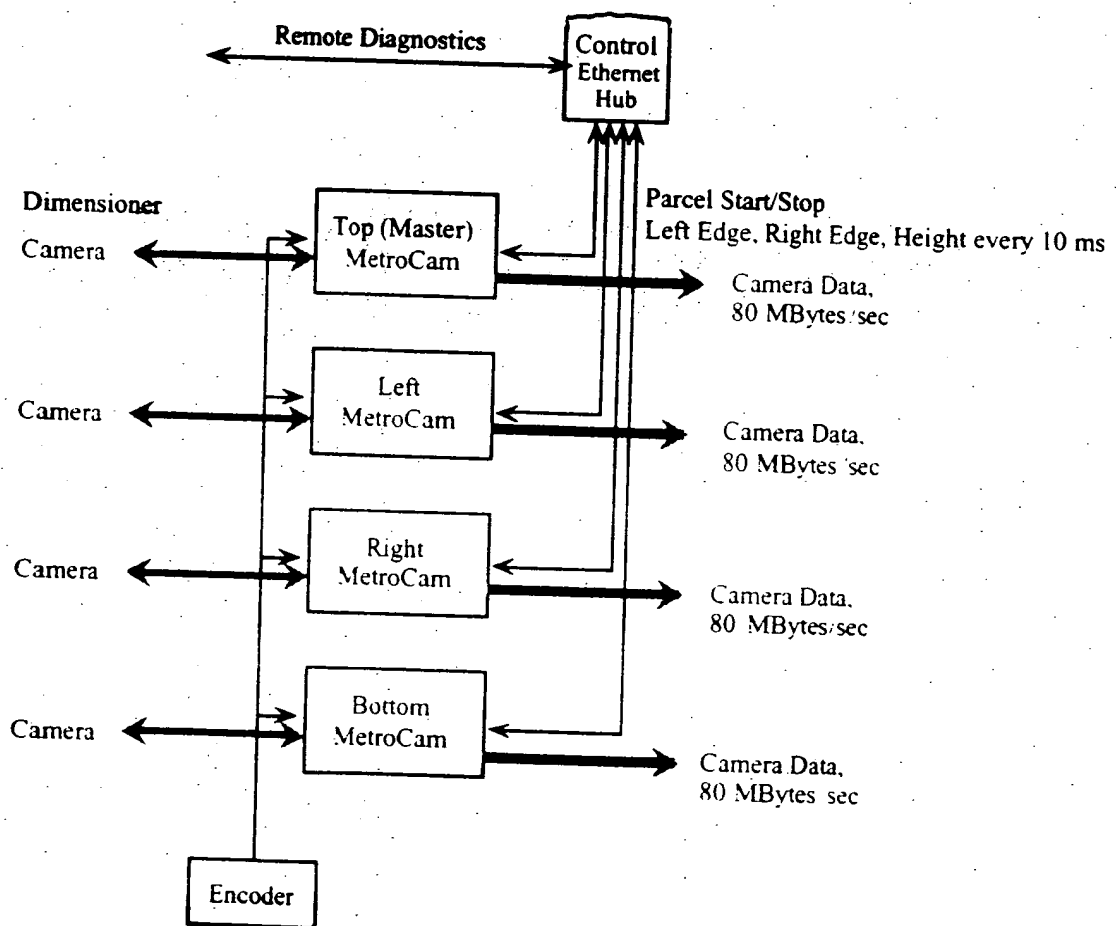 Remote Diagnostics
Control
Ethernet
Hub
Dimensioner
Camera
Top (Master)
MetroCam
Parcel Start/Stop
Left Edge, Right Edge, Height every 10 ms
Camera Data,
80 MBytes/sec
Camera
Left
MetroCam
Camera Data,
80 MBytes/sec
Camera
Right
MetroCam
Camera Data,
80 MBytes/sec
Camera
Bottom
MetroCam
Camera Data,
80 MBytes sec
Encoder